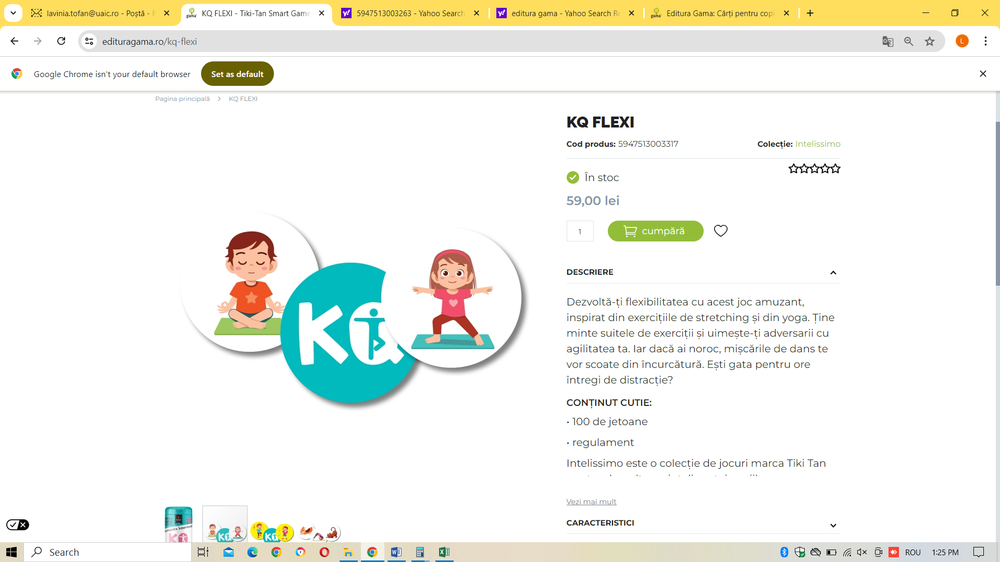 lavinia.tofan@uaic.ro - Poștă - R
KQ FLEXI - Tiki-Tan Smart Game
5947513003263 - Yahoo Search
editura gama - Yahoo Search Re
Editura Gama: Cărți pentru copi
edituragama.ro/kq-flexi
L
Google Chrome isn't your default browser
Set as default
Pagina principală > KQ FLEXI
KQ FLEXI
Cod produs: 5947513003317
Colecție: Intelissimo
În stoc
59,00 lei
1
cumpără
DESCRIERE
Dezvoltă-ți flexibilitatea cu acest joc amuzant,
inspirat din exercițiile de stretching și din yoga. Ține
minte suitele de exerciții și uimește-ți adversarii cu
agilitatea ta. Iar dacă ai noroc, mișcările de dans te
vor scoate din încurcătură. Ești gata pentru ore
întregi de distracție?
CONȚINUT CUTIE:
• 100 de jetoane
• regulament
Intelissimo este o colecție de jocuri marca Tiki Tan
Vezi mai mult
CARACTERISTICI
KQ
Search
ROU
1:25 PM